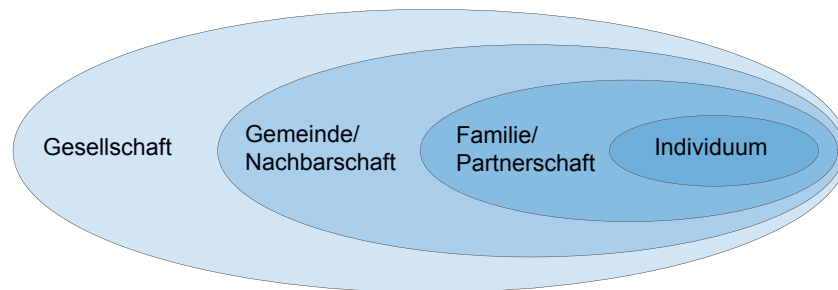 Gesellschaft
Gemeinde/
Nachbarschaft
Familie/
Partnerschaft
Individuum